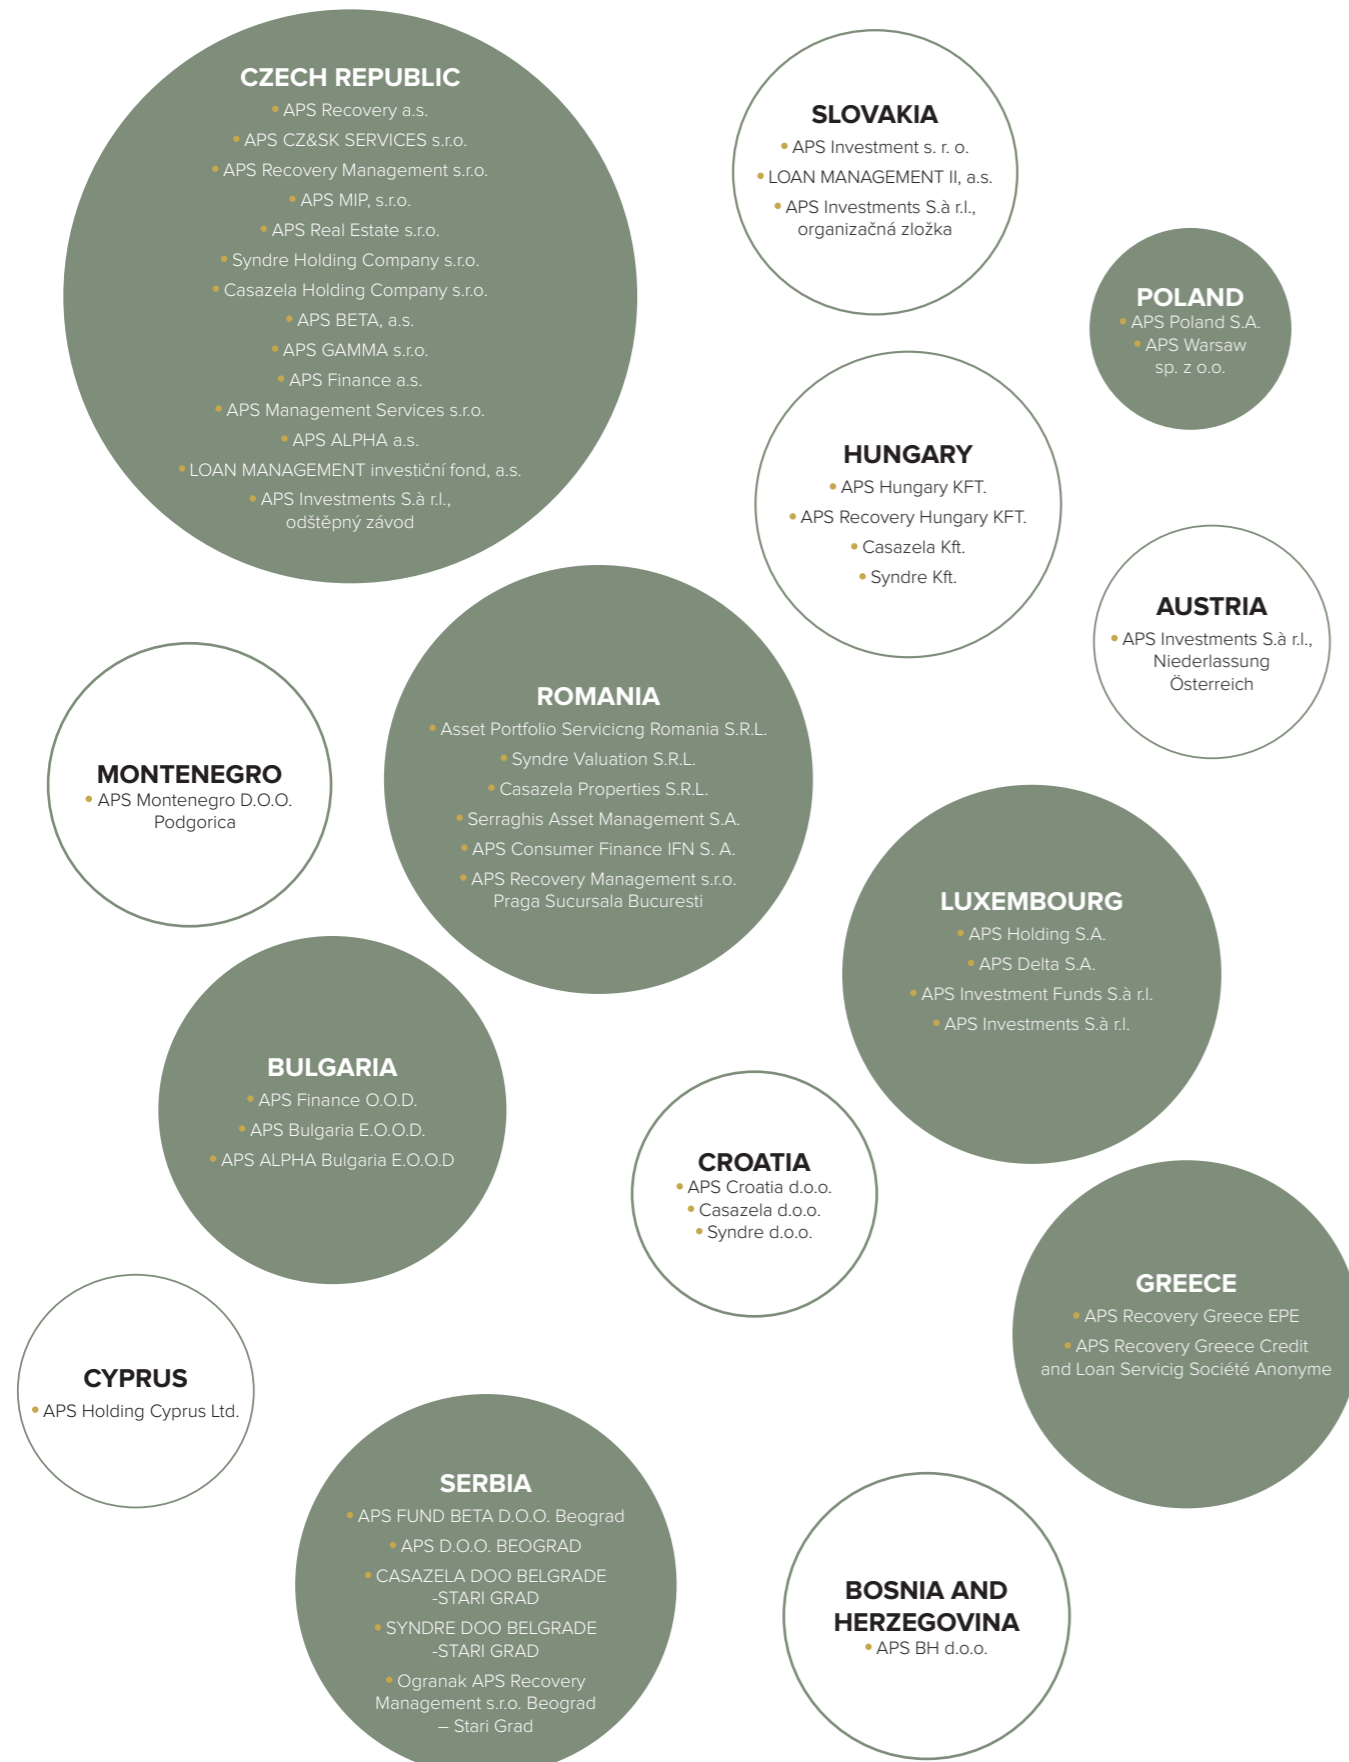 CZECH REPUBLIC
• APS Recovery a.s.
• APS CZ&SK SERVICES s.r.o.
• APS Recovery Management s.r.o.
• APS MIP, s.r.o.
• APS Real Estate s.r.o.
• Syndre Holding Company s.r.o.
• Casazela Holding Company s.r.o.
• APS BETA, a.s.
• APS GAMMA s.r.o.
• APS Finance a.s.
• APS Management Services s.r.o.
• APS ALPHA a.s.
• LOAN MANAGEMENT investiční fond, a.s.
• APS Investments S.à r.l.,
odštěpný závod
SLOVAKIA
• APS Investment s. r. o.
• LOAN MANAGEMENT II, a.s.
• APS Investments S.à r.l.,
organizačná zložka
POLAND
• APS Poland S.A.
• APS Warsaw
sp. z o.o.
HUNGARY
• APS Hungary KFT.
• APS Recovery Hungary KFT.
• Casazela Kft.
• Syndre Kft.
AUSTRIA
• APS Investments S.à r.l.,
Niederlassung
Österreich
ROMANIA
• Asset Portfolio Servicicng Romania S.R.L.
• Syndre Valuation S.R.L.
• Casazela Properties S.R.L.
• Serraghis Asset Management S.A.
• APS Consumer Finance IFN S. A.
• APS Recovery Management s.r.o.
Praga Sucursala Bucuresti
MONTENEGRO
• APS Montenegro D.O.O.
Podgorica
LUXEMBOURG
• APS Holding S.A.
• APS Delta S.A.
• APS Investment Funds S.à r.l.
• APS Investments S.à r.l.
BULGARIA
• APS Finance O.O.D.
• APS Bulgaria E.O.O.D.
• APS ALPHA Bulgaria E.O.O.D
CROATIA
• APS Croatia d.o.o.
• Casazela d.o.o.
• Syndre d.o.o.
GREECE
• APS Recovery Greece EPE
• APS Recovery Greece Credit
and Loan Servicig Société Anonyme
CYPRUS
• APS Holding Cyprus Ltd.
SERBIA
• APS FUND BETA D.O.O. Beograd
• APS D.O.O. BEOGRAD
• CASAZELA DOO BELGRADE
-STARI GRAD
• SYNDRE DOO BELGRADE
-STARI GRAD
• Ogranak APS Recovery
Management s.r.o. Beograd
– Stari Grad
BOSNIA AND
HERZEGOVINA
• APS BH d.o.o.